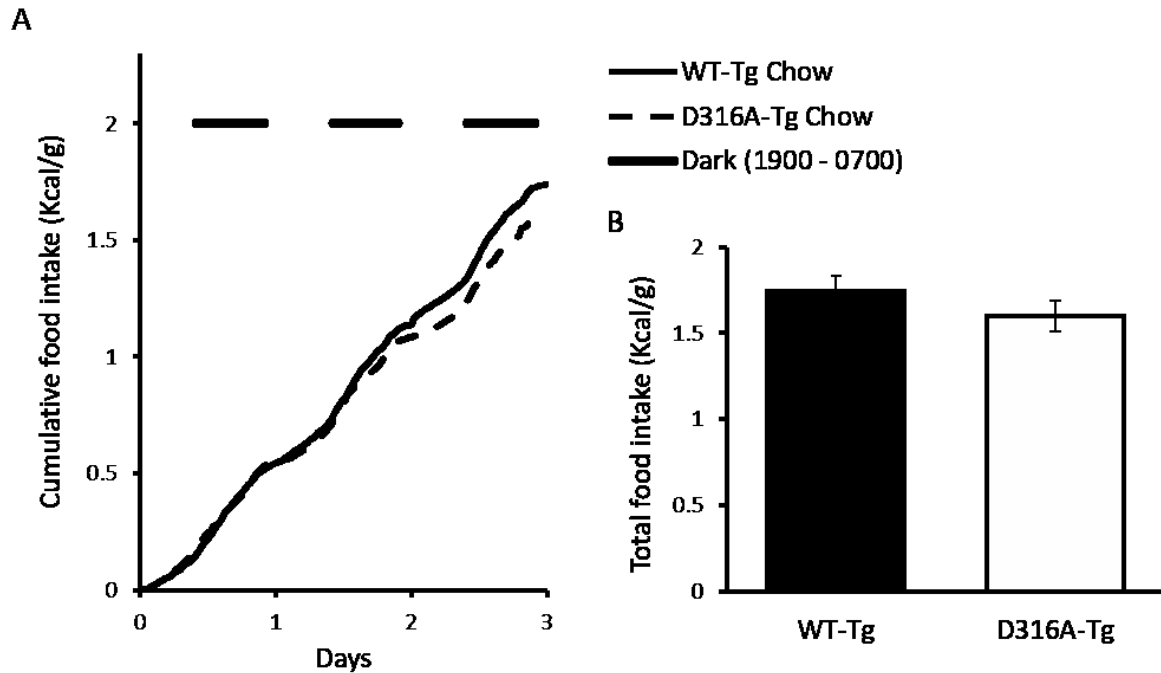 A
Cumulative food intake (Kcal/g)
2
1.5
1
0.5
0
0
1
2
3
Days
WT-Tg Chow
D316A-Tg Chow
Dark (1900 - 0700)
B
Total food intake (Kcal/g)
2
1.5
1
0.5
0
WT-Tg
D316A-Tg